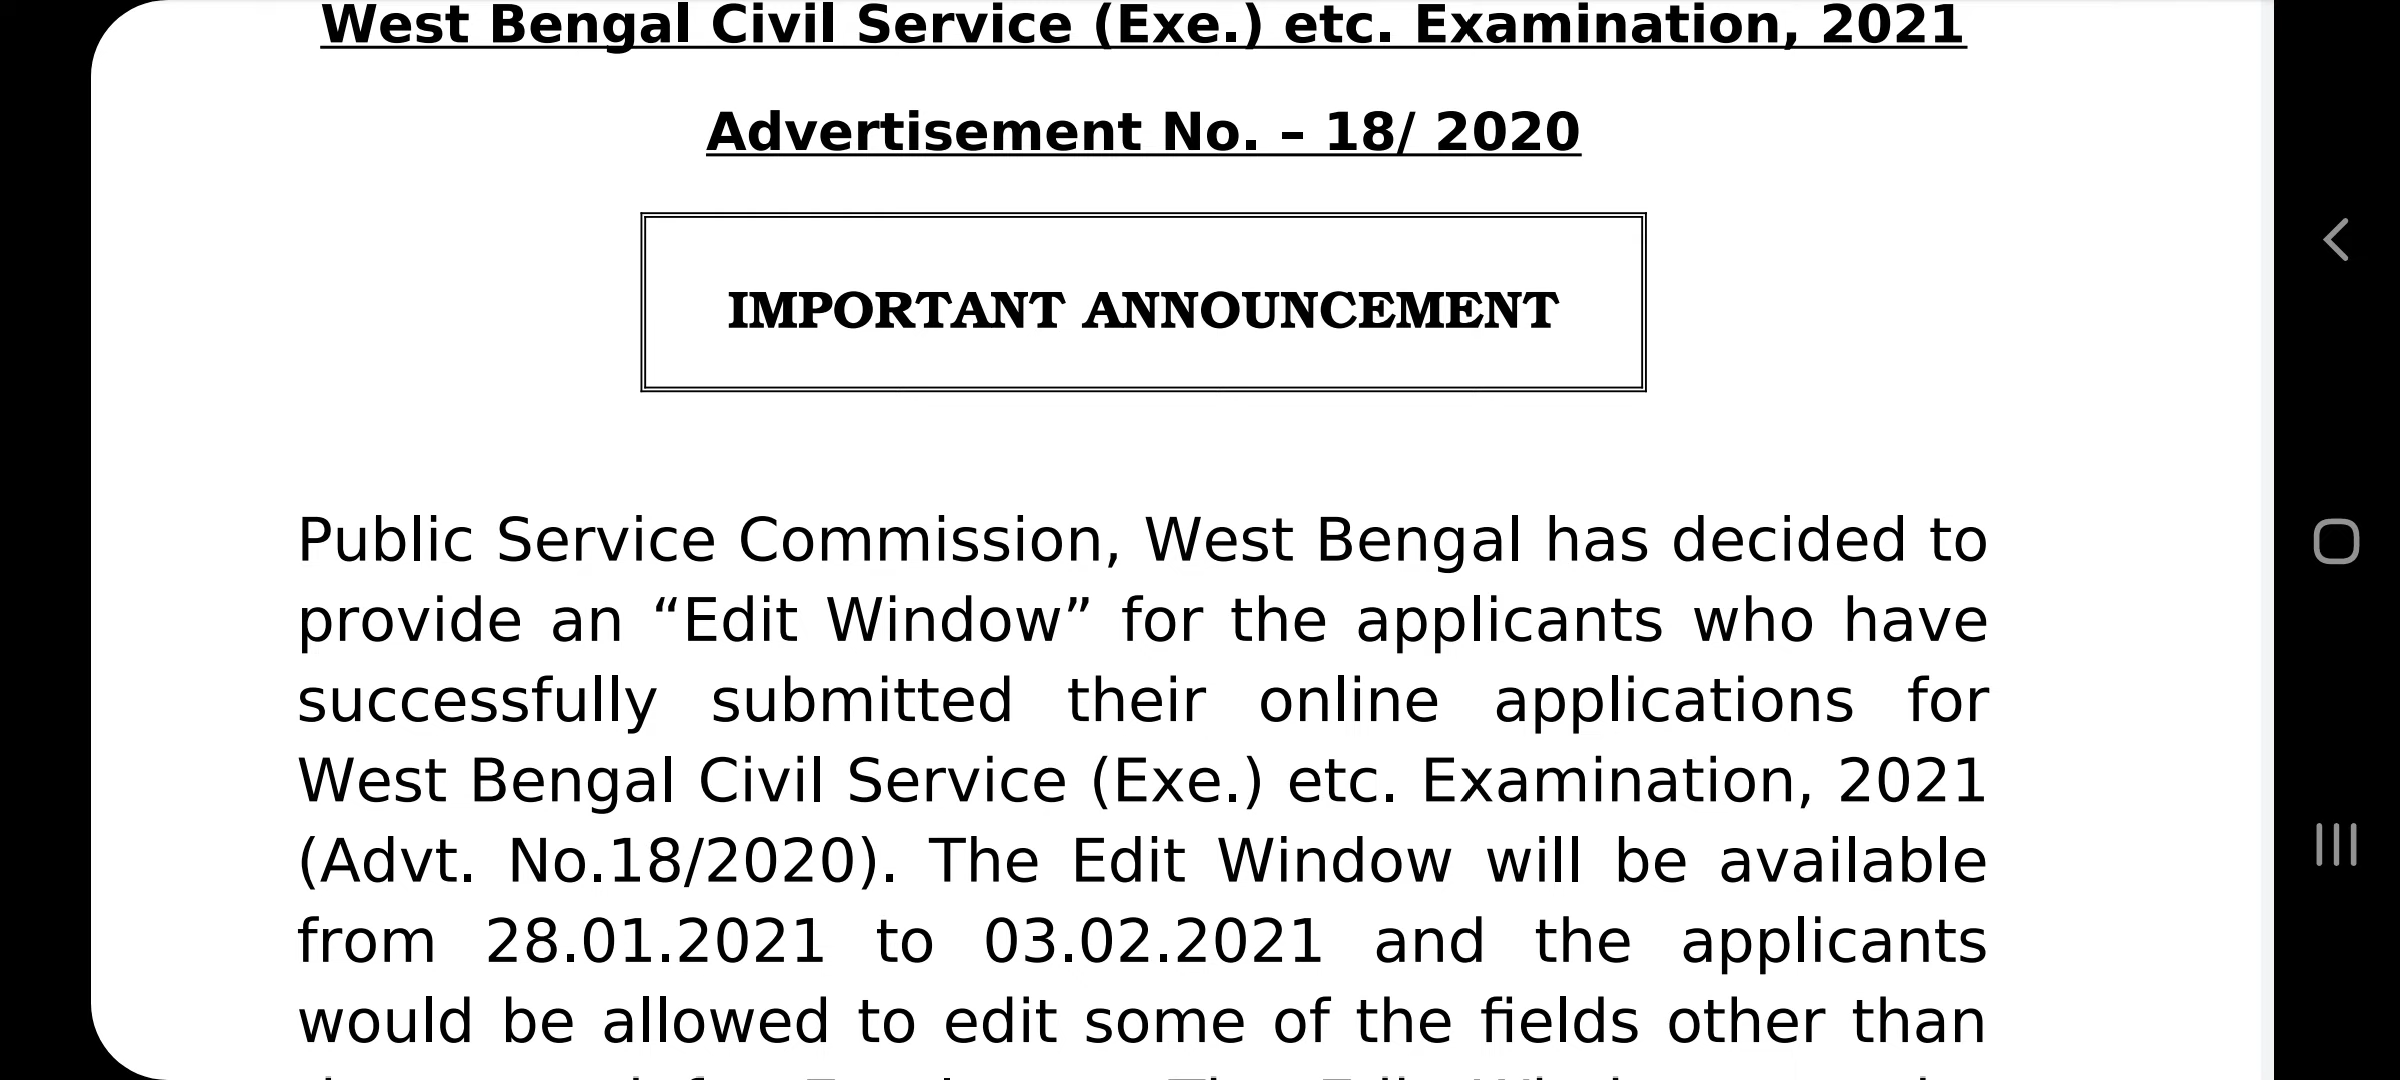 West Bengal Civil Service (Exe.) etc. Examination, 2021
Advertisement No. – 18/ 2020
IMPORTANT ANNOUNCEMENT
Public Service Commission, West Bengal has decided to
provide an “Edit Window” for the applicants who have
successfully submitted their online applications for
West Bengal Civil Service (Exe.) etc. Examination, 2021
(Advt. No.18/2020). The Edit Window will be available
from 28.01.2021 to 03.02.2021 and the applicants
would be allowed to edit some of the fields other than